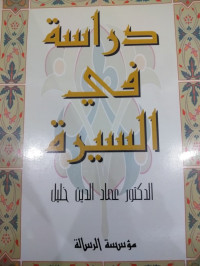 دراسة
في
السيرة
الدكتور عماد الدين خليل
مؤسسة الرسالة